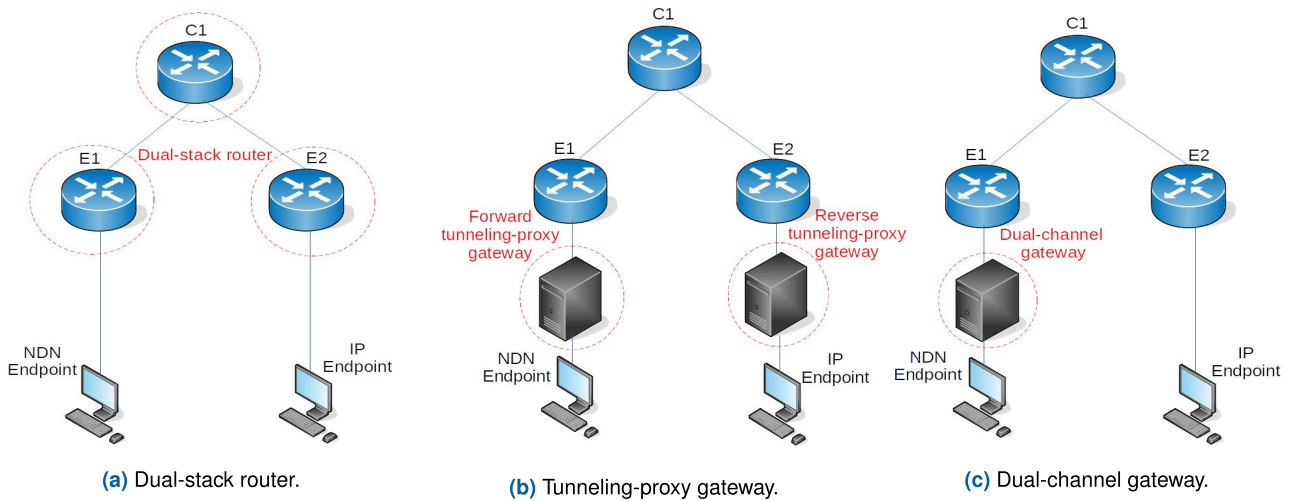 C1
E1
Dual-stack router
E2
NDN
Endpoint
IP
Endpoint
(a) Dual-stack router.
C1
E1
E2
Forward
tunneling-proxy
gateway
Reverse
tunneling-proxy
gateway
NDN
Endpoint
IP
Endpoint
(b) Tunneling-proxy gateway.
C1
E1
E2
Dual-channel
gateway
NDN
Endpoint
IP
Endpoint
(c) Dual-channel gateway.